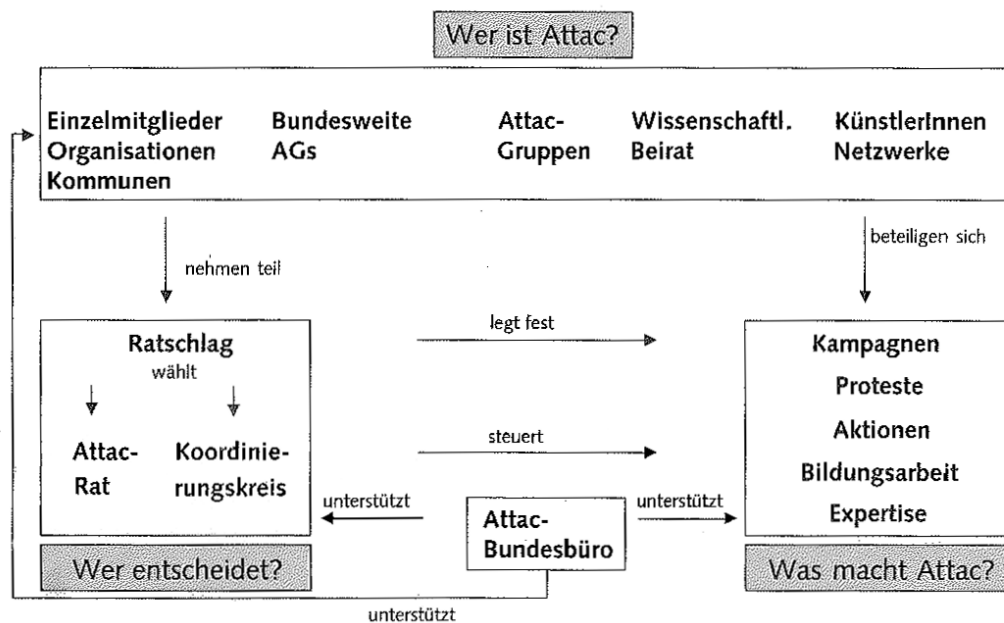 Wer ist Attac?
Einzelmitglieder
Organisationen
Kommunen
Bundesweite
AGs
Attac-
Gruppen
Wissenschaftl.
Beirat
KünstlerInnen
Netzwerke
nehmen teil
beteiligen sich
Ratschlag
wählt
Attac-
Rat
Koordinie-
rungskreis
legt fest
steuert
Kampagnen
Proteste
Aktionen
Bildungsarbeit
Expertise
unterstützt
Attac-
Bundesbüro
unterstützt
Wer entscheidet?
Was macht Attac?
unterstützt